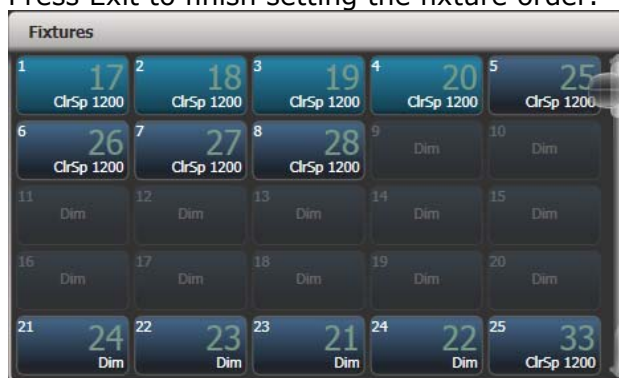 Press Exit to finish setting the fixture order.
Fixtures
1 17 2 18 3 19 4 20 5 25
ClrSp 1200 ClrSp 1200 ClrSp 1200 ClrSp 1200 ClrSp 1200
6 26 7 27 8 28 9 10
ClrSp 1200 ClrSp 1200 ClrSp 1200 Dim Dim
11 12 13 14 15
Dim Dim Dim Dim Dim
16 17 18 19 20
Dim Dim Dim Dim Dim
21 24 22 23 23 21 24 22 25 33
Dim Dim Dim Dim ClrSp 1200